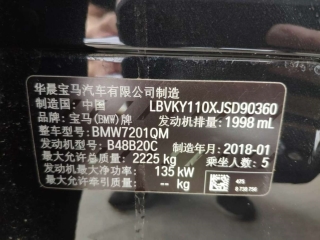 华晨宝马汽车有限公司制造
制造国：中国 LBVKY110XJSD90360
品牌：宝马(BMW)牌 发动机排量：1998 mL
整车型号：BMW7201QM
发动机型号：B48B20C 制造年月：2018-01
最大允许总质量：2225 kg 乘坐人数：5
发动机最大净功率：135 kW
最大允许牵引质量：-- kg